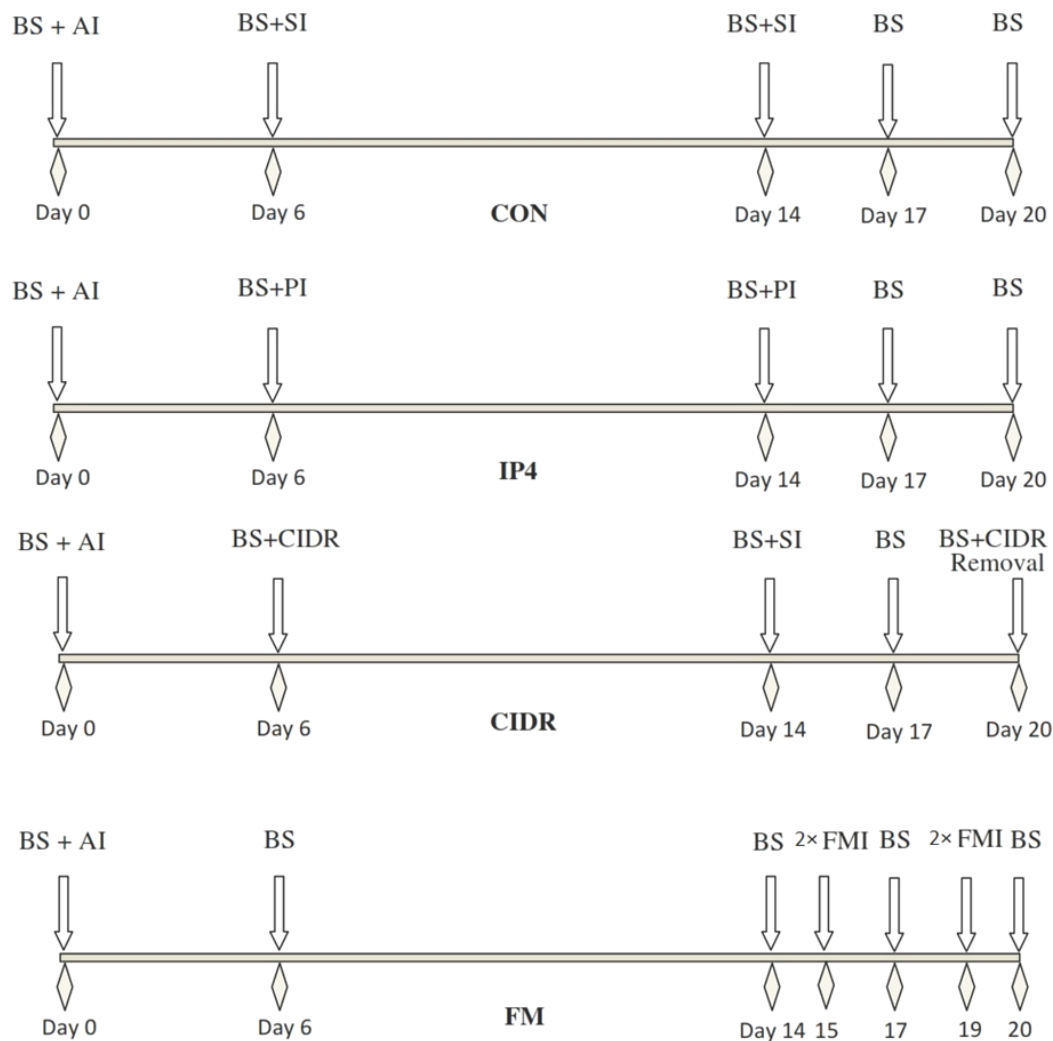 BS + AI BS+SI BS+SI BS BS
Day 0 Day 6 CON Day 14 Day 17 Day 20
BS + AI BS+PI BS+PI BS BS
Day 0 Day 6 IP4 Day 14 Day 17 Day 20
BS + AI BS+CIDR BS+SI BS BS+CIDR
Removal
Day 0 Day 6 CIDR Day 14 Day 17 Day 20
BS + AI BS BS 2× FMI BS 2× FMI BS
Day 0 Day 6 FM Day 14 15 17 19 20